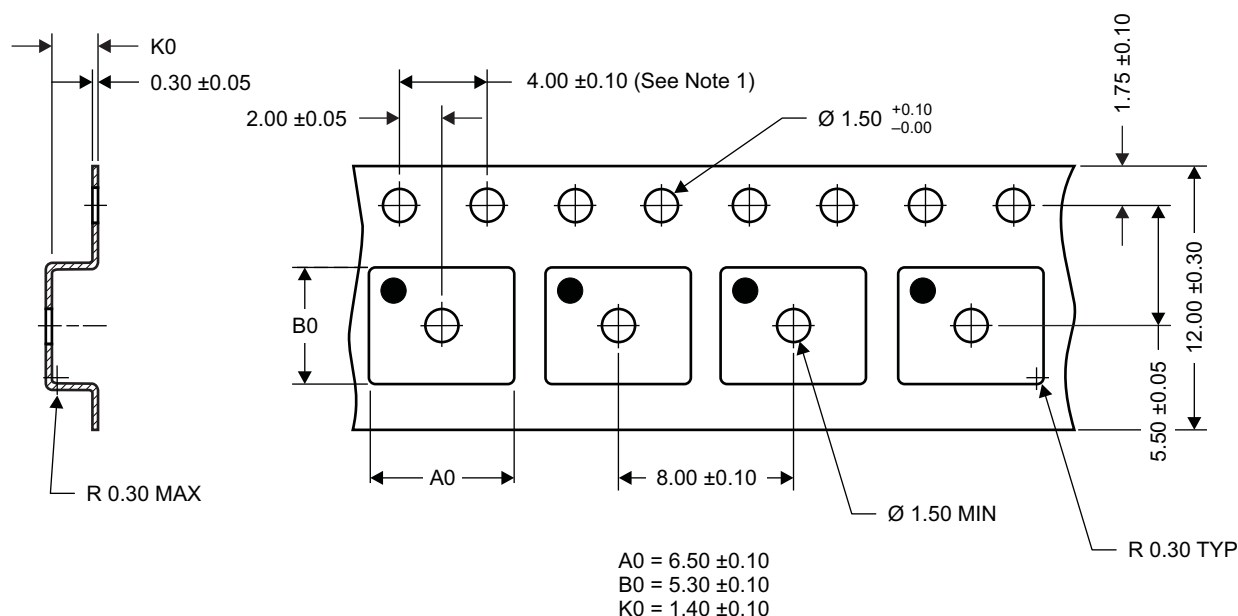 K0
0.30 ±0.05
4.00 ±0.10 (See Note 1)
2.00 ±0.05
Ø 1.50 +0.10 –0.00
1.75 ±0.10
B0
12.00 ±0.30
5.50 ±0.05
R 0.30 MAX
A0
8.00 ±0.10
Ø 1.50 MIN
R 0.30 TYP
A0 = 6.50 ±0.10
B0 = 5.30 ±0.10
K0 = 1.40 ±0.10